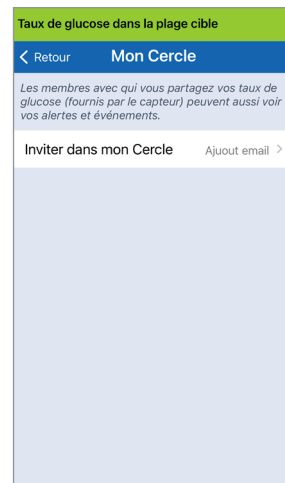 Taux de glucose dans la plage cible
Retour Mon Cercle
Les membres avec qui vous partagez vos taux de
glucose (fournis par le capteur) peuvent aussi voir
vos alertes et événements.
Inviter dans mon Cercle Ajuout email